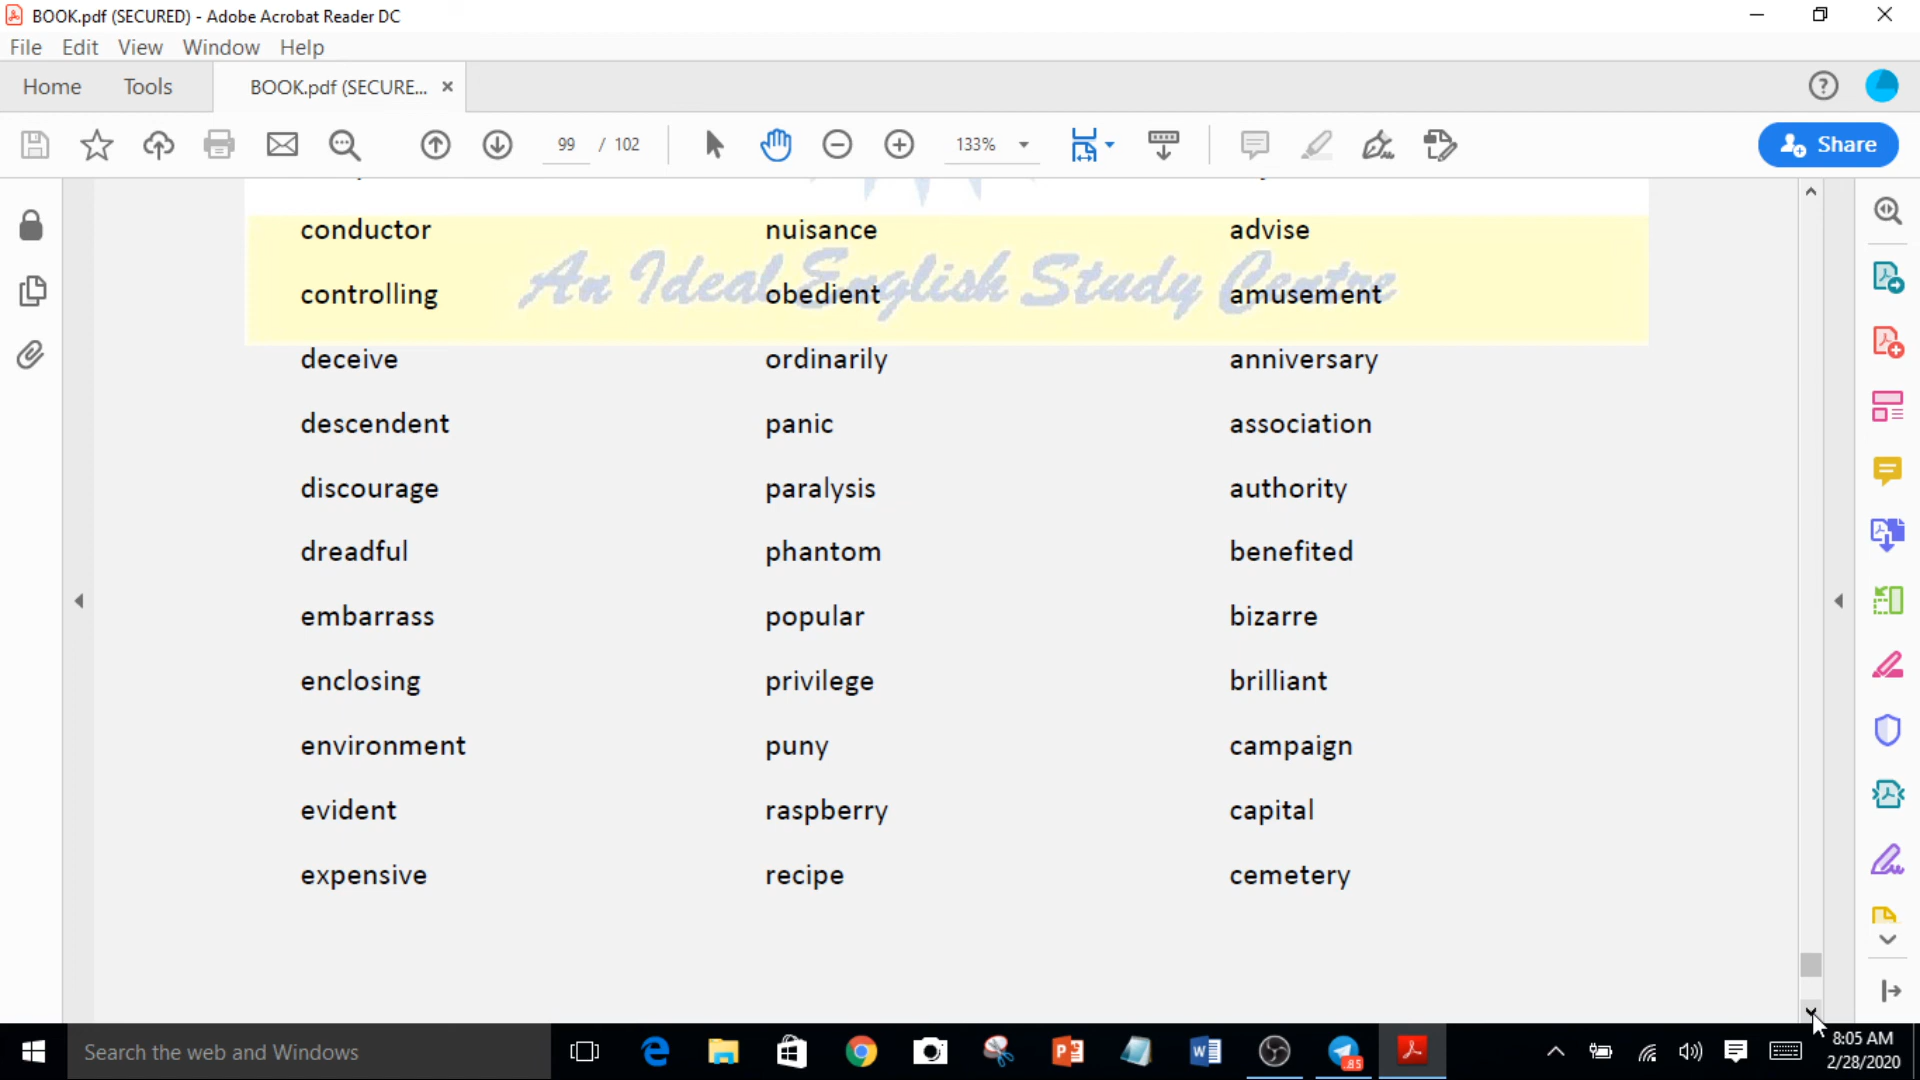 BOOK.pdf (SECURED) - Adobe Acrobat Reader DC
File Edit View Window Help
Home Tools BOOK.pdf (SECURE... ×
99 / 102 133% Share
conductor nuisance advise
An Ideal English Study Centre
controlling obedient amusement
deceive ordinarily anniversary
descendent panic association
discourage paralysis authority
dreadful phantom benefited
embarrass popular bizarre
enclosing privilege brilliant
environment puny campaign
evident raspberry capital
expensive recipe cemetery
Search the web and Windows
85
8:05 AM
2/28/2020